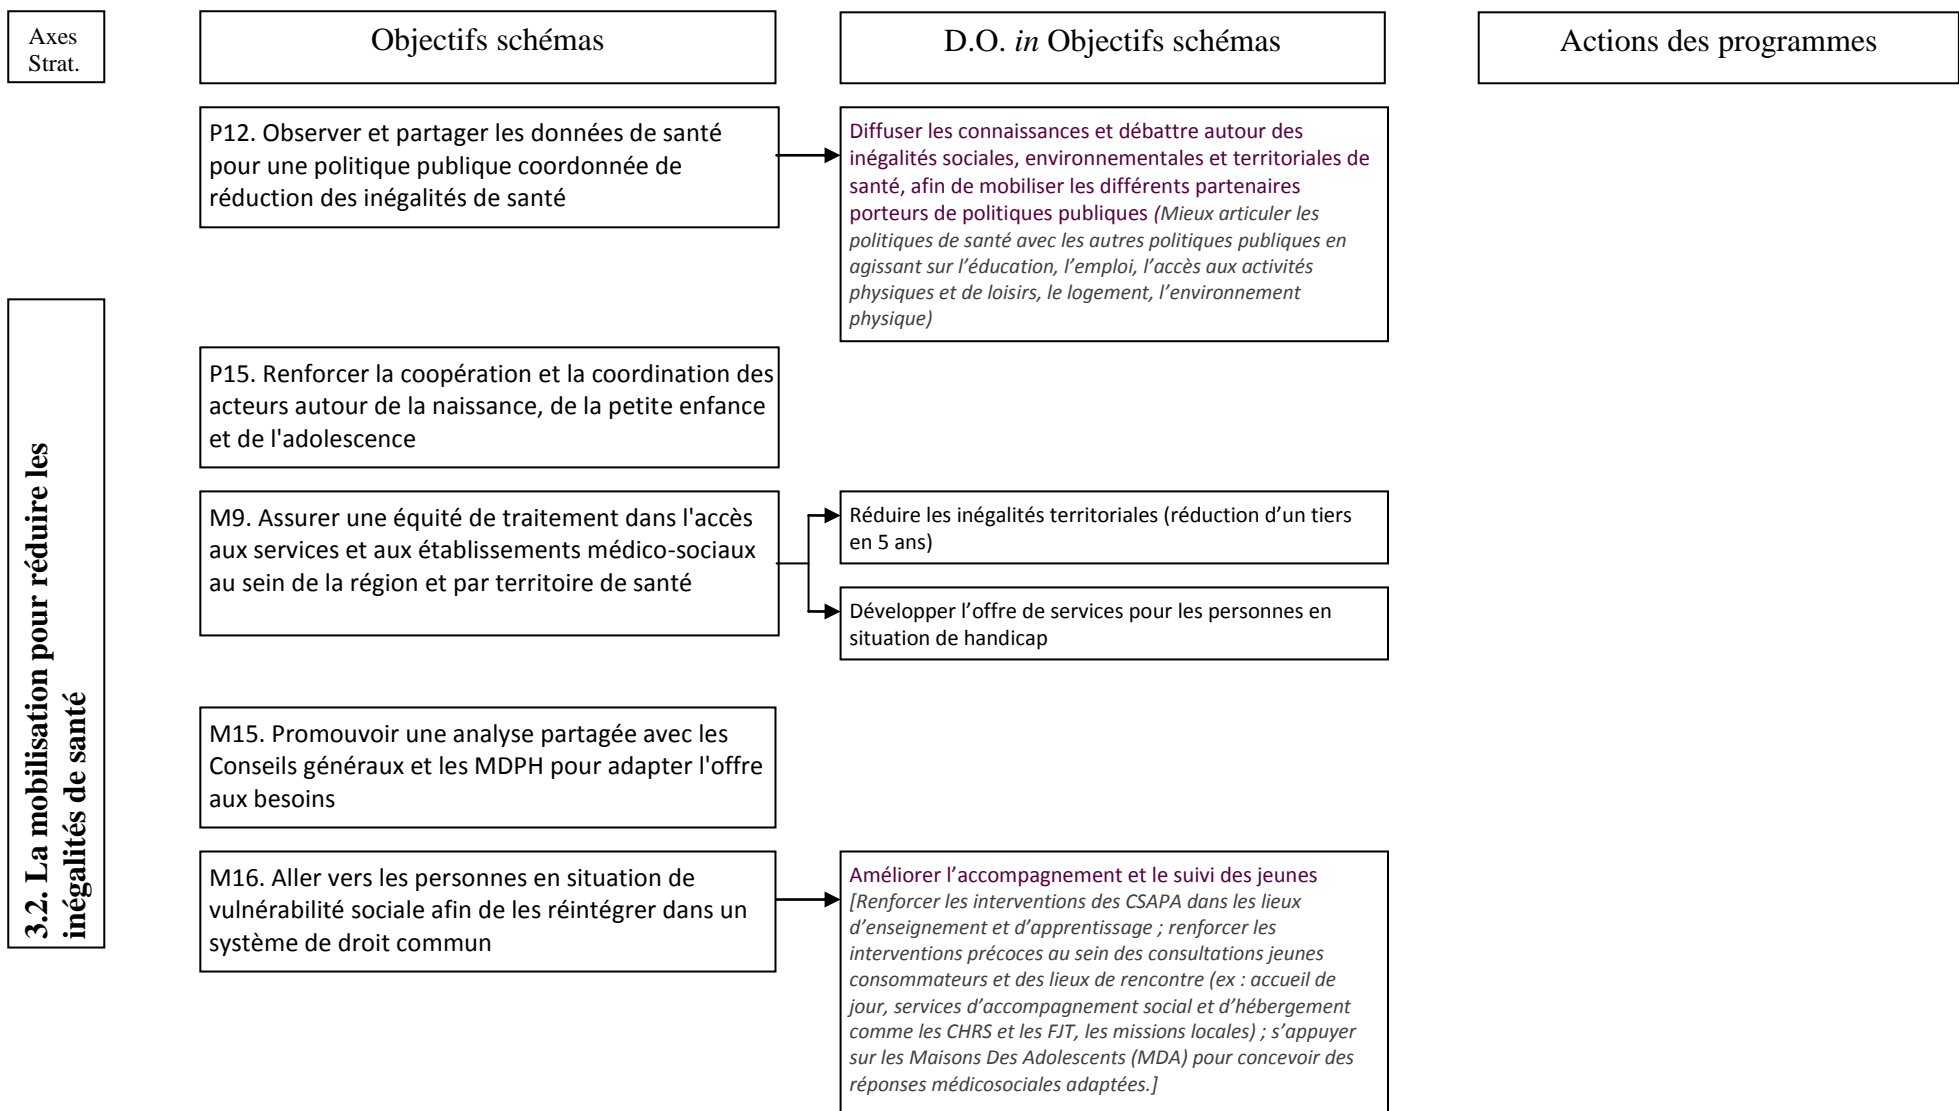 Axes
Strat.
Objectifs schémas
D.O. in Objectifs schémas
Actions des programmes
3.2. La mobilisation pour réduire les
inégalités de santé
P12. Observer et partager les données de santé
pour une politique publique coordonnée de
réduction des inégalités de santé
Diffuser les connaissances et débattre autour des
inégalités sociales, environnementales et territoriales de
santé, afin de mobiliser les différents partenaires
porteurs de politiques publiques (Mieux articuler les
politiques de santé avec les autres politiques publiques en
agissant sur l’éducation, l’emploi, l’accès aux activités
physiques et de loisirs, le logement, l’environnement
physique)
P15. Renforcer la coopération et la coordination des
acteurs autour de la naissance, de la petite enfance
et de l'adolescence
M9. Assurer une équité de traitement dans l'accès
aux services et aux établissements médico-sociaux
au sein de la région et par territoire de santé
Réduire les inégalités territoriales (réduction d’un tiers
en 5 ans)
Développer l’offre de services pour les personnes en
situation de handicap
M15. Promouvoir une analyse partagée avec les
Conseils généraux et les MDPH pour adapter l'offre
aux besoins
M16. Aller vers les personnes en situation de
vulnérabilité sociale afin de les réintégrer dans un
système de droit commun
Améliorer l’accompagnement et le suivi des jeunes
[Renforcer les interventions des CSAPA dans les lieux
d’enseignement et d’apprentissage ; renforcer les
interventions précoces au sein des consultations jeunes
consommateurs et des lieux de rencontre (ex : accueil de
jour, services d’accompagnement social et d’hébergement
comme les CHRS et les FJT, les missions locales) ; s’appuyer
sur les Maisons Des Adolescents (MDA) pour concevoir des
réponses médicosociales adaptées.]